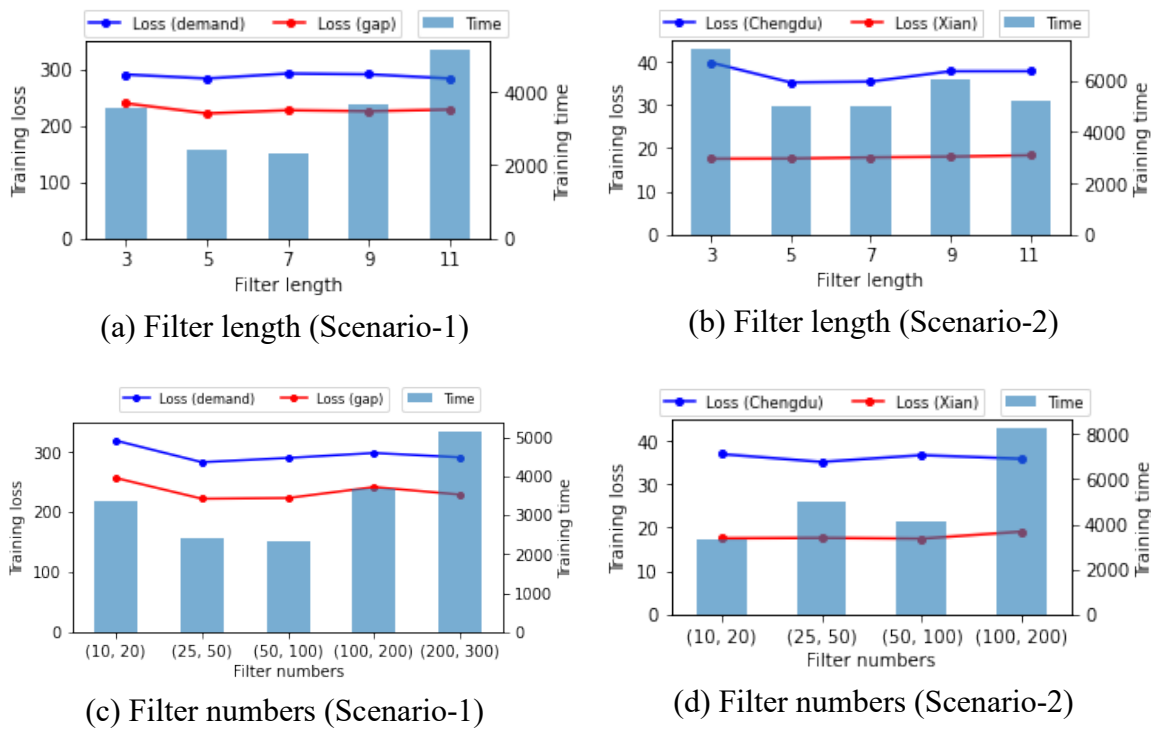 Loss (demand) Loss (gap) Time
Training loss
300
200
100
0
4000
2000
0
Training time
3 5 7 9 11
Filter length
(a) Filter length (Scenario-1)
Loss (Chengdu) Loss (Xian) Time
Training loss
40
30
20
10
0
6000
4000
2000
0
Training time
3 5 7 9 11
Filter length
(b) Filter length (Scenario-2)
Loss (demand) Loss (gap) Time
Training loss
300
200
100
0
5000
4000
3000
2000
1000
0
Training time
(10, 20) (25, 50) (50, 100) (100, 200) (200, 300)
Filter numbers
(c) Filter numbers (Scenario-1)
Loss (Chengdu) Loss (Xian) Time
Training loss
40
30
20
10
0
8000
6000
4000
2000
0
Training time
(10, 20) (25, 50) (50, 100) (100, 200)
Filter numbers
(d) Filter numbers (Scenario-2)